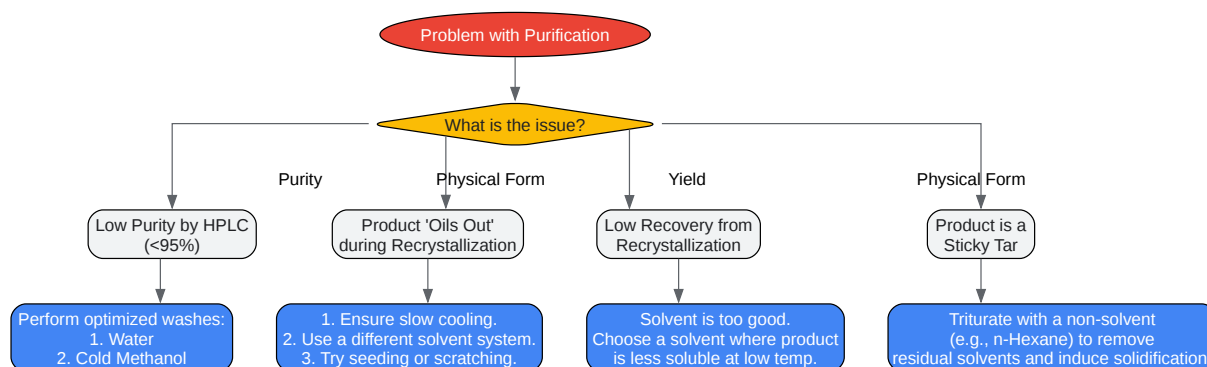 Problem with Purification
What is the issue?
Purity
Physical Form
Yield
Physical Form
Low Purity by HPLC
(<95%)
Product 'Oils Out'
during Recrystallization
Low Recovery from
Recrystallization
Product is a
Sticky Tar
Perform optimized washes:
1. Water
2. Cold Methanol
1. Ensure slow cooling.
2. Use a different solvent system.
3. Try seeding or scratching.
Solvent is too good.
Choose a solvent where product
is less soluble at low temp.
Triturate with a non-solvent
(e.g., n-Hexane) to remove
residual solvents and induce solidification